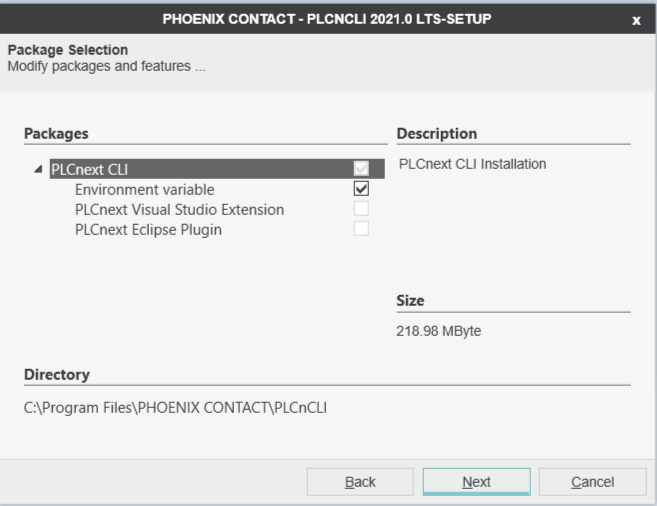 PHOENIX CONTACT - PLCNCLI 2021.0 LTS-SETUP x
Package Selection
Modify packages and features ...
Packages
PLCnext CLI
Environment variable
PLCnext Visual Studio Extension
PLCnext Eclipse Plugin
Description
PLCnext CLI Installation
Size
218.98 MByte
Directory
C:\Program Files\PHOENIX CONTACT\PLCnCLI
Back Next Cancel